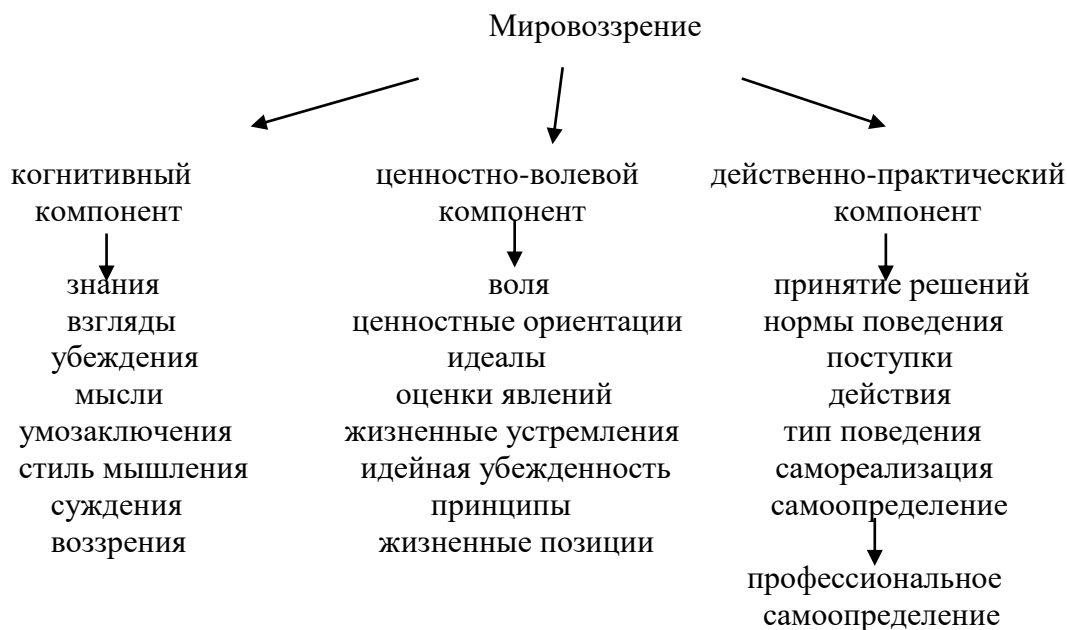 Мировоззрение
когнитивный
компонент
знания
взгляды
убеждения
мысли
умозаключения
стиль мышления
суждения
воззрения
ценностно-волевой
компонент
воля
ценностные ориентации
идеалы
оценки явлений
жизненные устремления
идейная убежденность
принципы
жизненные позиции
действенно-практический
компонент
принятие решений
нормы поведения
поступки
действия
тип поведения
самореализация
самоопределение
профессиональное
самоопределение